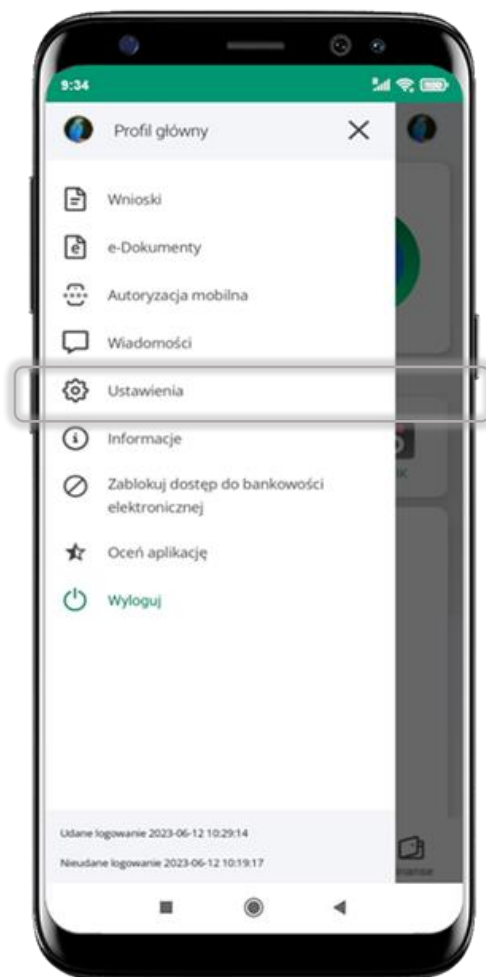 9:34
Profil główny
Wnioski
e-Dokumenty
Autoryzacja mobilna
Wiadomości
Ustawienia
Informacje
Zablokuj dostęp do bankowości
elektronicznej
Oceń aplikację
Wyloguj
Udane logowanie 2023-06-12 10:29:14
Nieudane logowanie 2023-06-12 10:19:17